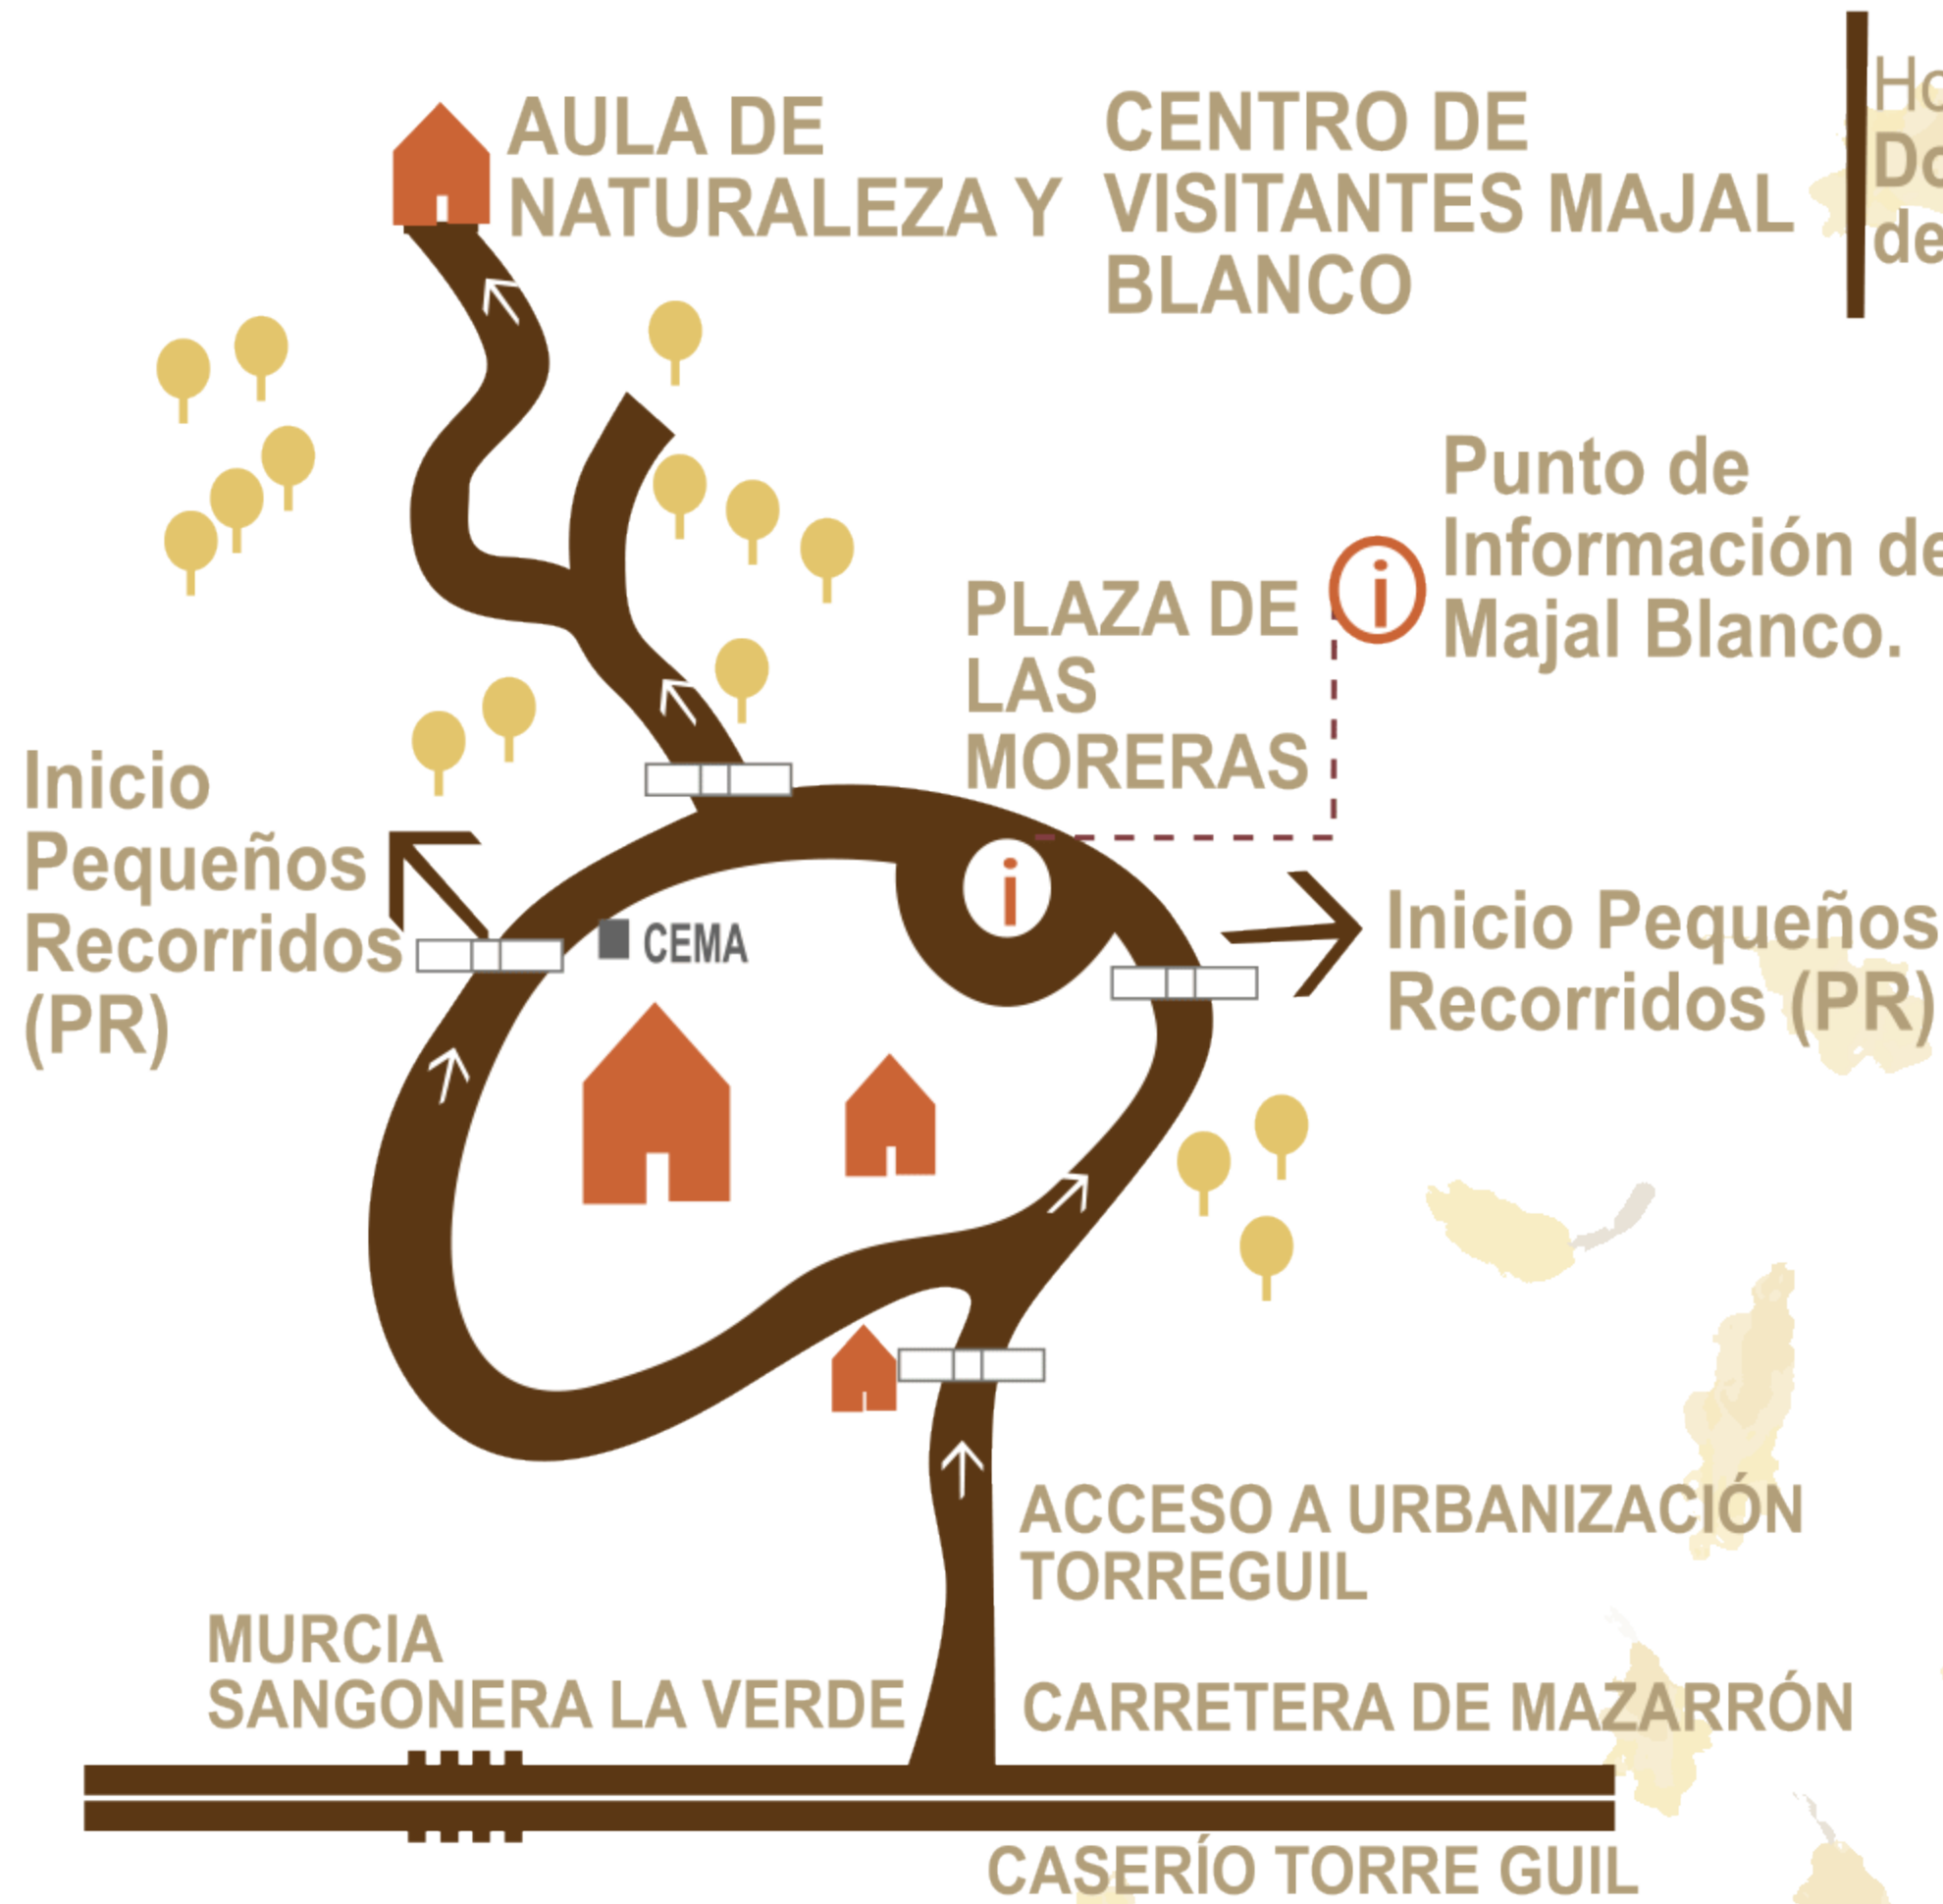 AULA DE
NATURALEZA Y
CENTRO DE
VISITANTES MAJAL
BLANCO
Punto de
Información de
Majal Blanco.
PLAZA DE
LAS
MORERAS
i
i
Inicio
Pequeños
Recorridos
(PR)
CEMA
Inicio Pequeños
Recorridos (PR)
ACCESO A URBANIZACIÓN
TORREGUIL
MURCIA
SANGONERA LA VERDE
CARRETERA DE MAZARRÓN
CASERÍO TORRE GUIL